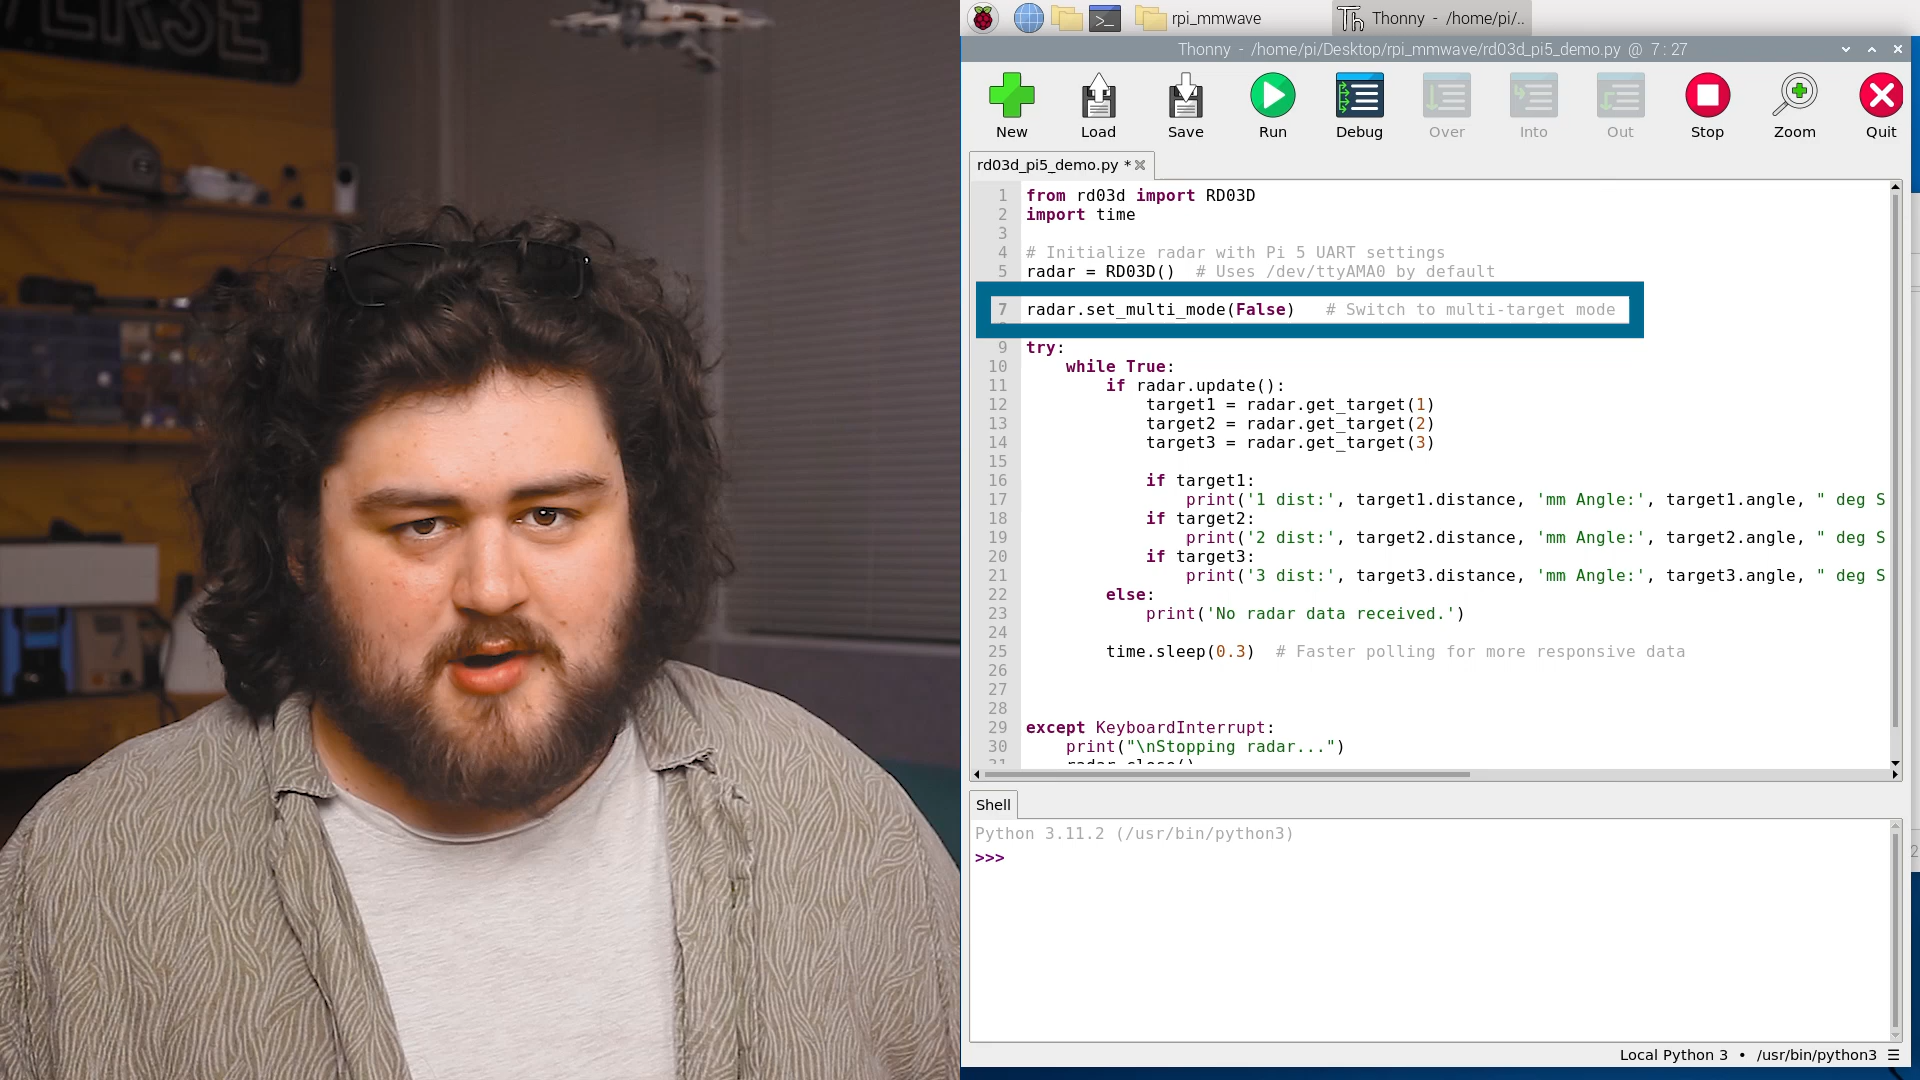 rpi_mmwave
Thonny - /home/pi/..
Thonny - /home/pi/Desktop/rpi_mmwave/rd03d_pi5_demo.py @ 7 : 27
New
Load
Save
Run
Debug
Over
Into
Out
Stop
Zoom
Quit
rd03d_pi5_demo.py *
1 from rd03d import RD03D
2 import time
3
4 # Initialize radar with Pi 5 UART settings
5 radar = RD03D()  # Uses /dev/ttyAMA0 by default
7 radar.set_multi_mode(False)   # Switch to multi-target mode
9 try:
10     while True:
11         if radar.update():
12             target1 = radar.get_target(1)
13             target2 = radar.get_target(2)
14             target3 = radar.get_target(3)
15
16             if target1:
17                 print('1 dist:', target1.distance, 'mm Angle:', target1.angle, " deg S
18             if target2:
19                 print('2 dist:', target2.distance, 'mm Angle:', target2.angle, " deg S
20             if target3:
21                 print('3 dist:', target3.distance, 'mm Angle:', target3.angle, " deg S
22         else:
23             print('No radar data received.')
24
25         time.sleep(0.3)  # Faster polling for more responsive data
26
27
28
29 except KeyboardInterrupt:
30     print("\nStopping radar...")
31     radar.close()
Shell
Python 3.11.2 (/usr/bin/python3)
>>>
Local Python 3 • /usr/bin/python3 ☰